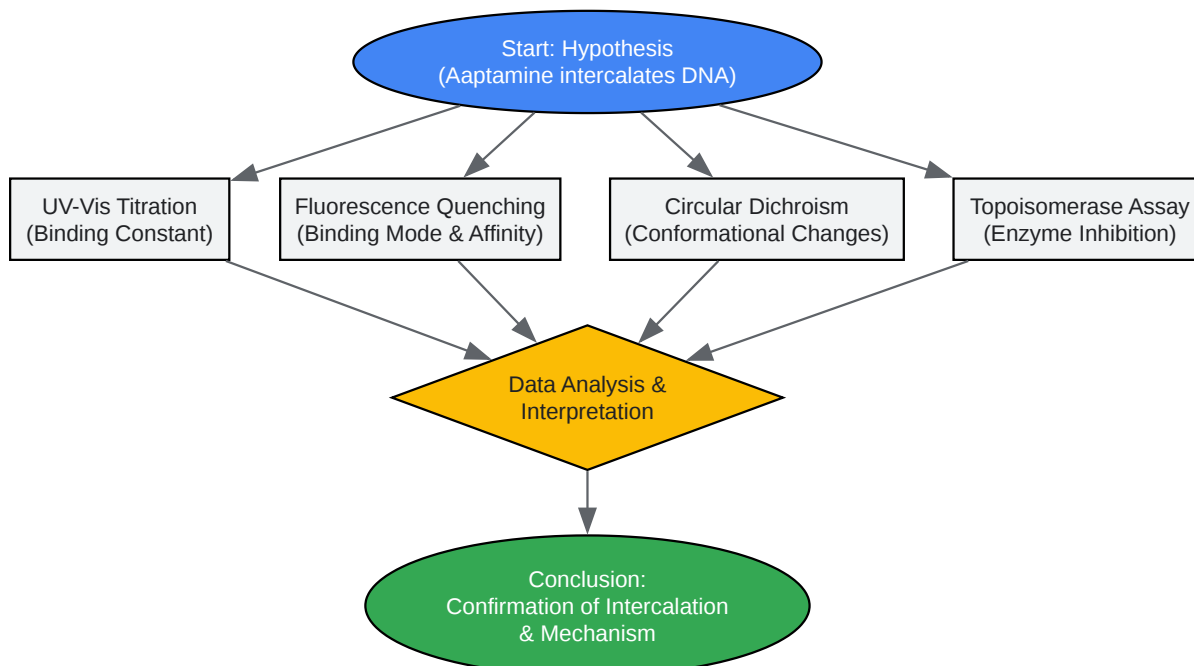 Start: Hypothesis
(Aaptamine intercalates DNA)
UV-Vis Titration
(Binding Constant)
Fluorescence Quenching
(Binding Mode & Affinity)
Circular Dichroism
(Conformational Changes)
Topoisomerase Assay
(Enzyme Inhibition)
Data Analysis &
Interpretation
Conclusion:
Confirmation of Intercalation
& Mechanism